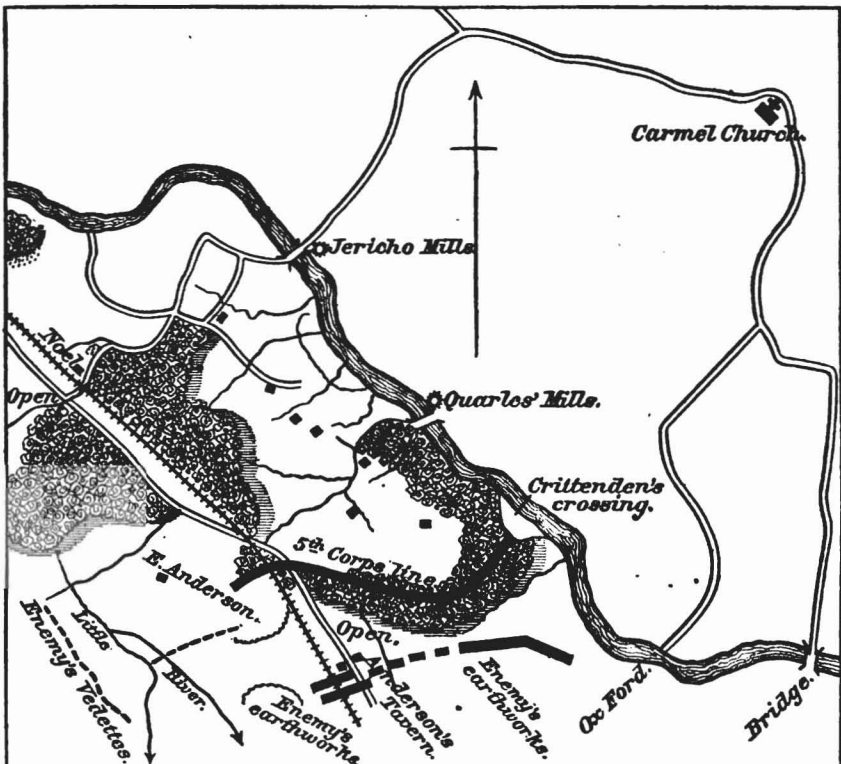 Carmel Church.
Jericho Mills
Noels
Open
Quarles' Mills.
Crittenden's
crossing.
5th Corps line.
E. Anderson.
Open.
Little
River.
Enemy's Vedettes.
Enemy's
earthworks.
Anderson's
Tavern.
Enemy's
earthworks.
Ox Ford.
Bridge.